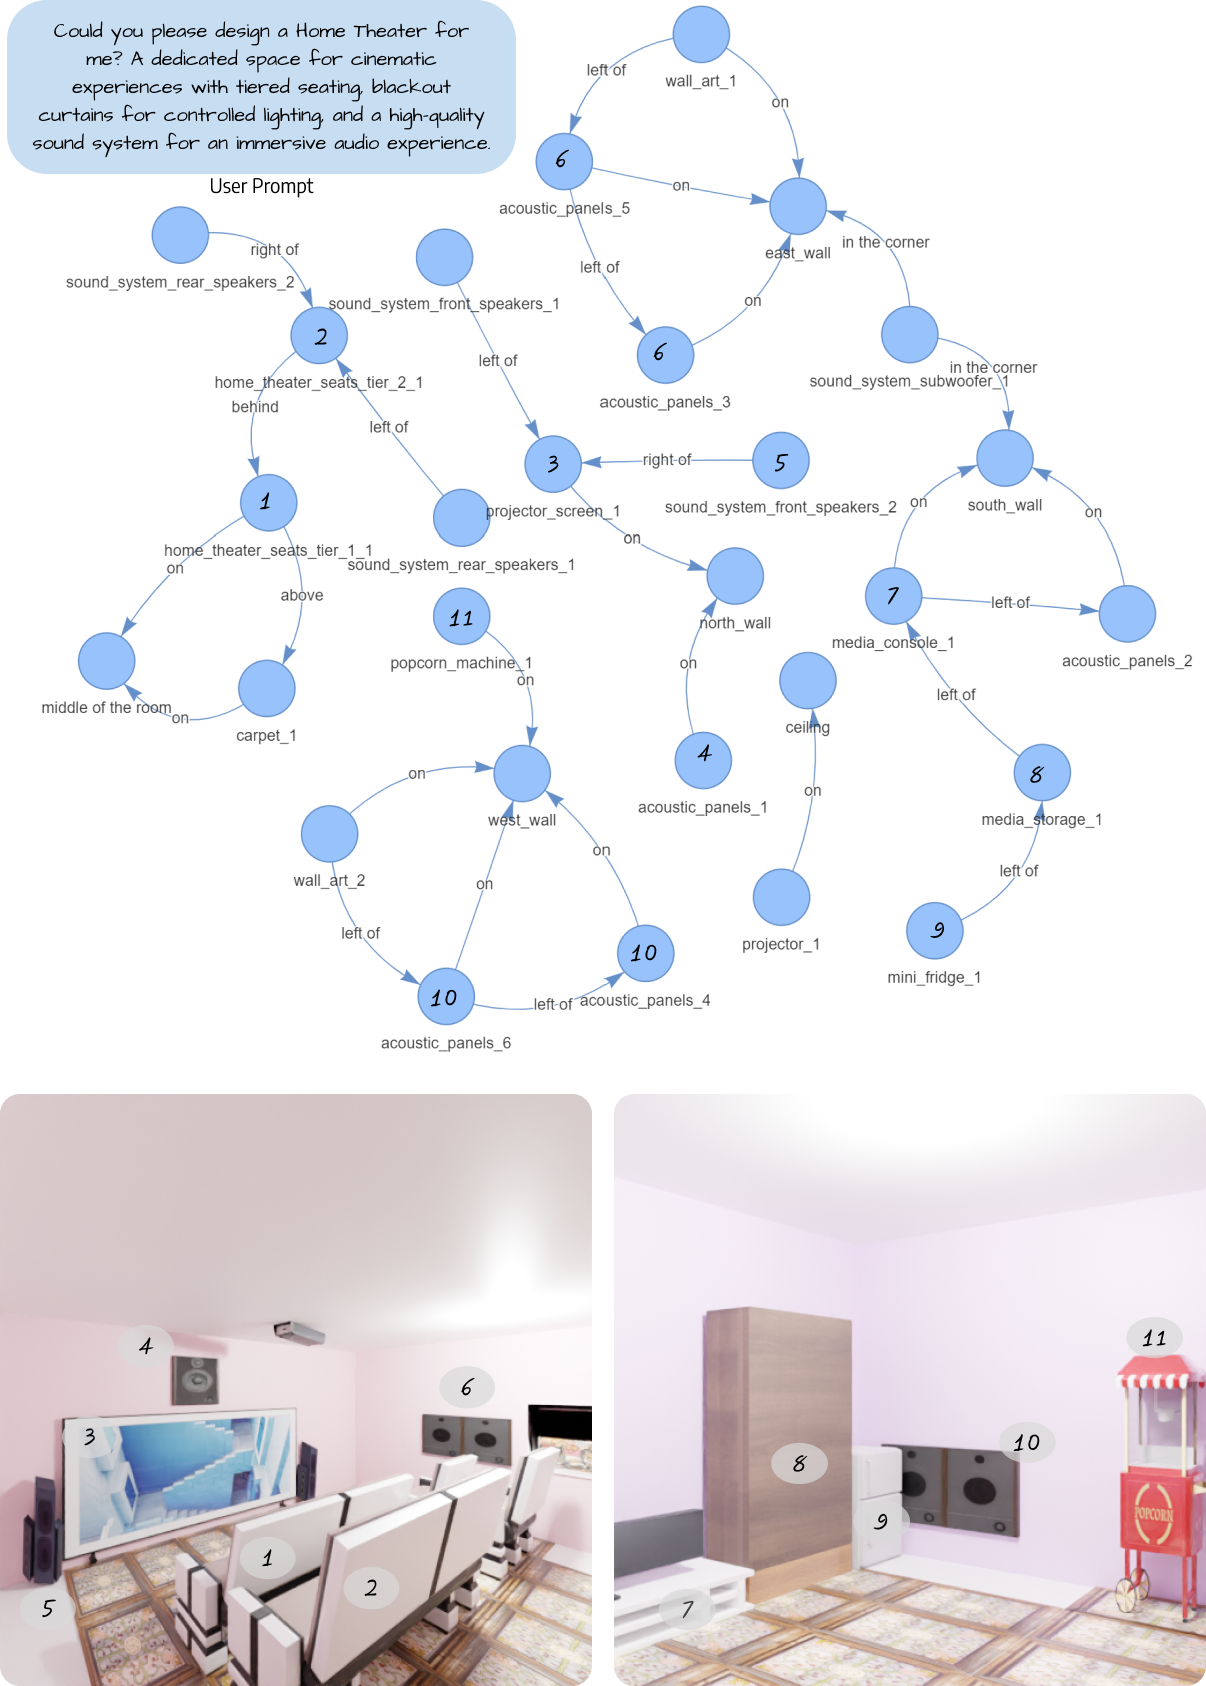 Could you please design a Home Theater for
me? A dedicated space for cinematic
experiences with tiered seating, blackout
curtains for controlled lighting, and a high-quality
sound system for an immersive audio experience.
User Prompt
wall_art_1
left of
on
6
acoustic_panels_5
on
east_wall
in the corner
left of
on
6
acoustic_panels_3
sound_system_subwoofer_1
in the corner
sound_system_rear_speakers_2
right of
2
home_theater_seats_tier_2_1
behind
left of
1
home_theater_seats_tier_1_1
on
above
middle of the room
on
carpet_1
sound_system_rear_speakers_1
sound_system_front_speakers_1
left of
3
projector_screen_1
right of
5
sound_system_front_speakers_2
on
north_wall
on
4
acoustic_panels_1
south_wall
on
on
7
media_console_1
left of
acoustic_panels_2
left of
8
media_storage_1
left of
9
mini_fridge_1
ceiling
on
projector_1
11
popcorn_machine_1
on
west_wall
on
wall_art_2
left of
on
on
10
acoustic_panels_6
left of
10
acoustic_panels_4
4
3
6
1
2
5
11
10
8
9
7
POPCORN